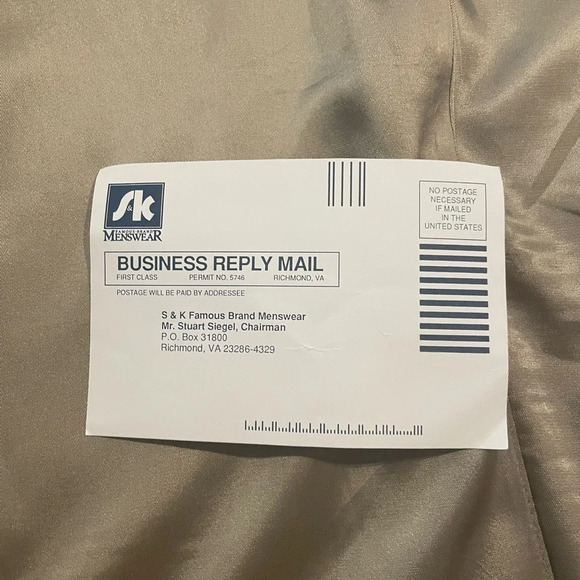 S&K
FAMOUS BRAND
MENSWEAR
NO POSTAGE
NECESSARY
IF MAILED
IN THE
UNITED STATES
BUSINESS REPLY MAIL
FIRST CLASS PERMIT NO. 5746 RICHMOND, VA
POSTAGE WILL BE PAID BY ADDRESSEE
S & K Famous Brand Menswear
Mr. Stuart Siegel, Chairman
P.O. Box 31800
Richmond, VA 23286-4329